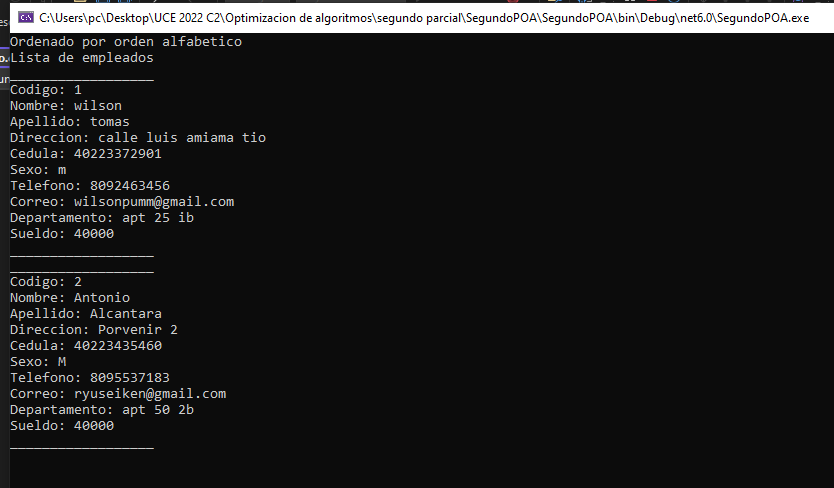 C:\Users\pc\Desktop\UCE 2022 C2\Optimizacion de algoritmos\segundo parcial\SegundoPOA\SegundoPOA\bin\Debug\net6.0\SegundoPOA.exe
Ordenado por orden alfabetico
Lista de empleados
__________________
Codigo: 1
Nombre: wilson
Apellido: tomas
Direccion: calle luis amiama tio
Cedula: 40223372901
Sexo: m
Telefono: 8092463456
Correo: wilsonpumm@gmail.com
Departamento: apt 25 ib
Sueldo: 40000
__________________
__________________
Codigo: 2
Nombre: Antonio
Apellido: Alcantara
Direccion: Porvenir 2
Cedula: 40223435460
Sexo: M
Telefono: 8095537183
Correo: ryuseiken@gmail.com
Departamento: apt 50 2b
Sueldo: 40000
__________________